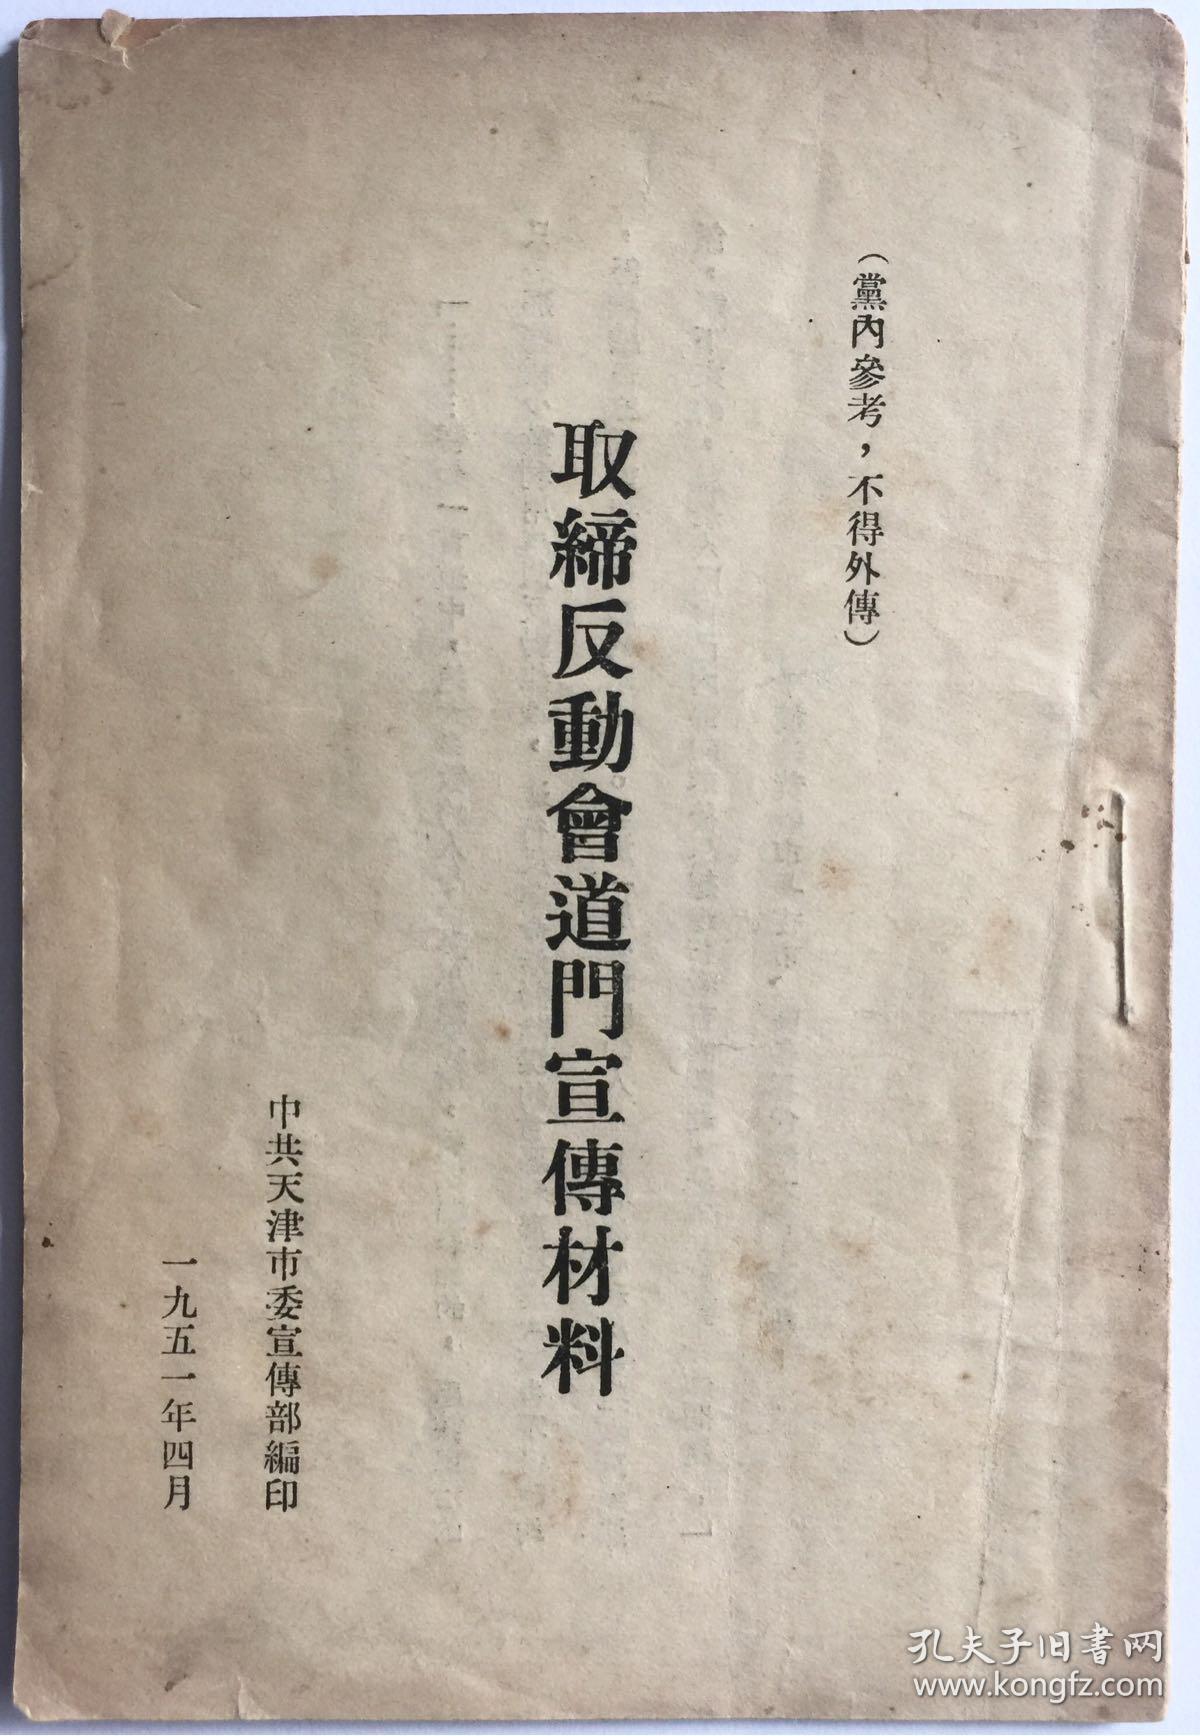 （黨內參考，不得外傳）
取締反動會道門宣傳材料
中共天津市委宣傳部編印
一九五一年四月
孔夫子旧書网
www.kongfz.com